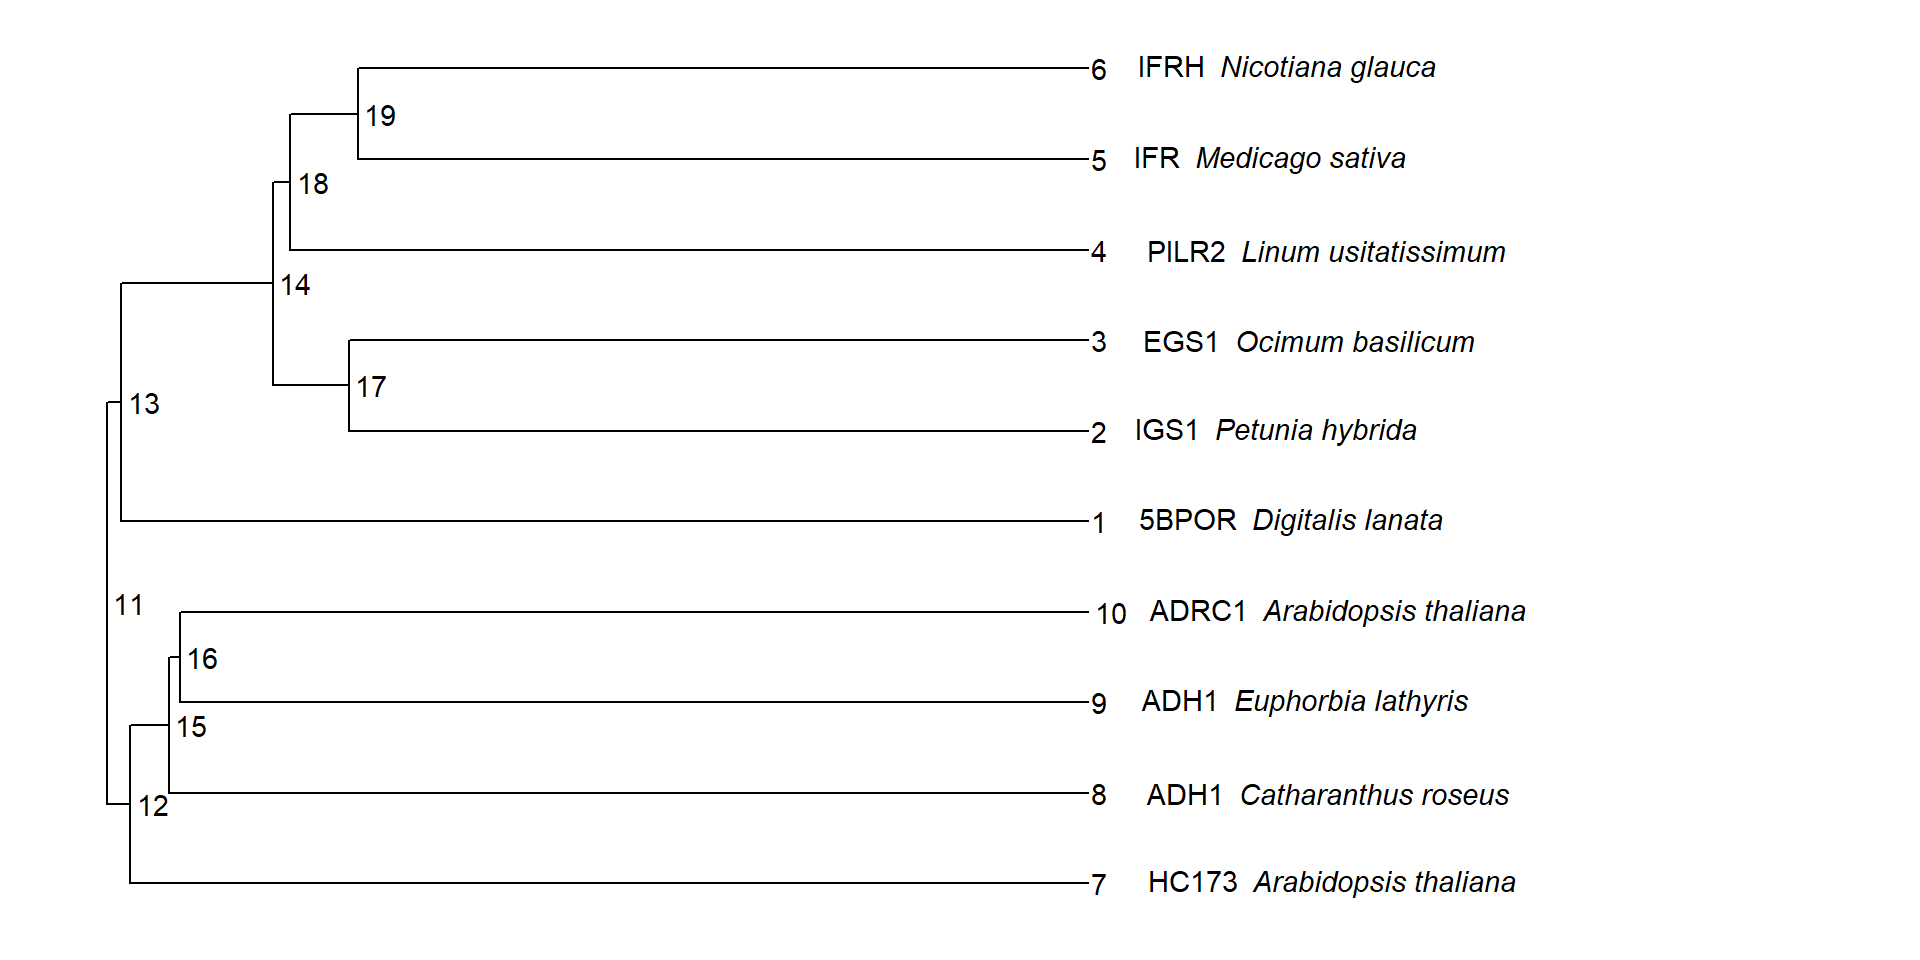 6 IFRH Nicotiana glauca
19
5 IFR Medicago sativa
18
4 PILR2 Linum usitatissimum
14
3 EGS1 Ocimum basilicum
17
13
2 IGS1 Petunia hybrida
1 5BPOR Digitalis lanata
11
10 ADRC1 Arabidopsis thaliana
16
9 ADH1 Euphorbia lathyris
15
8 ADH1 Catharanthus roseus
12
7 HC173 Arabidopsis thaliana